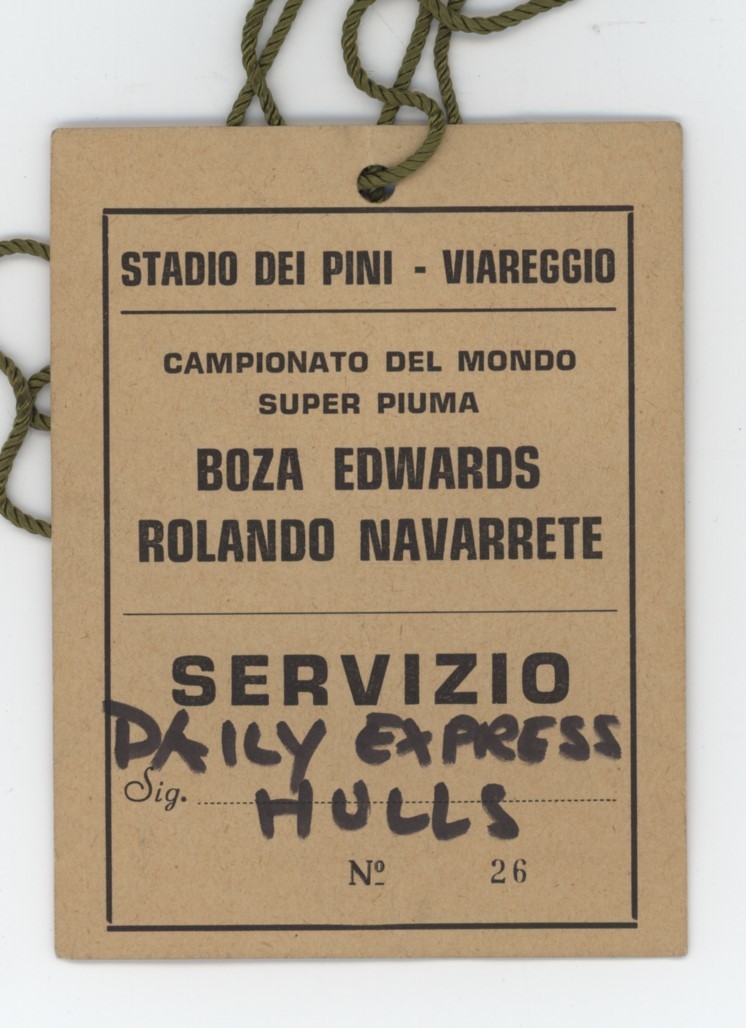 STADIO DEI PINI - VIAREGGIO
CAMPIONATO DEL MONDO
SUPER PIUMA
BOZA EDWARDS
ROLANDO NAVARRETE
SERVIZIO
DAILY EXPRESS
Sig. HULLS
Nº 26